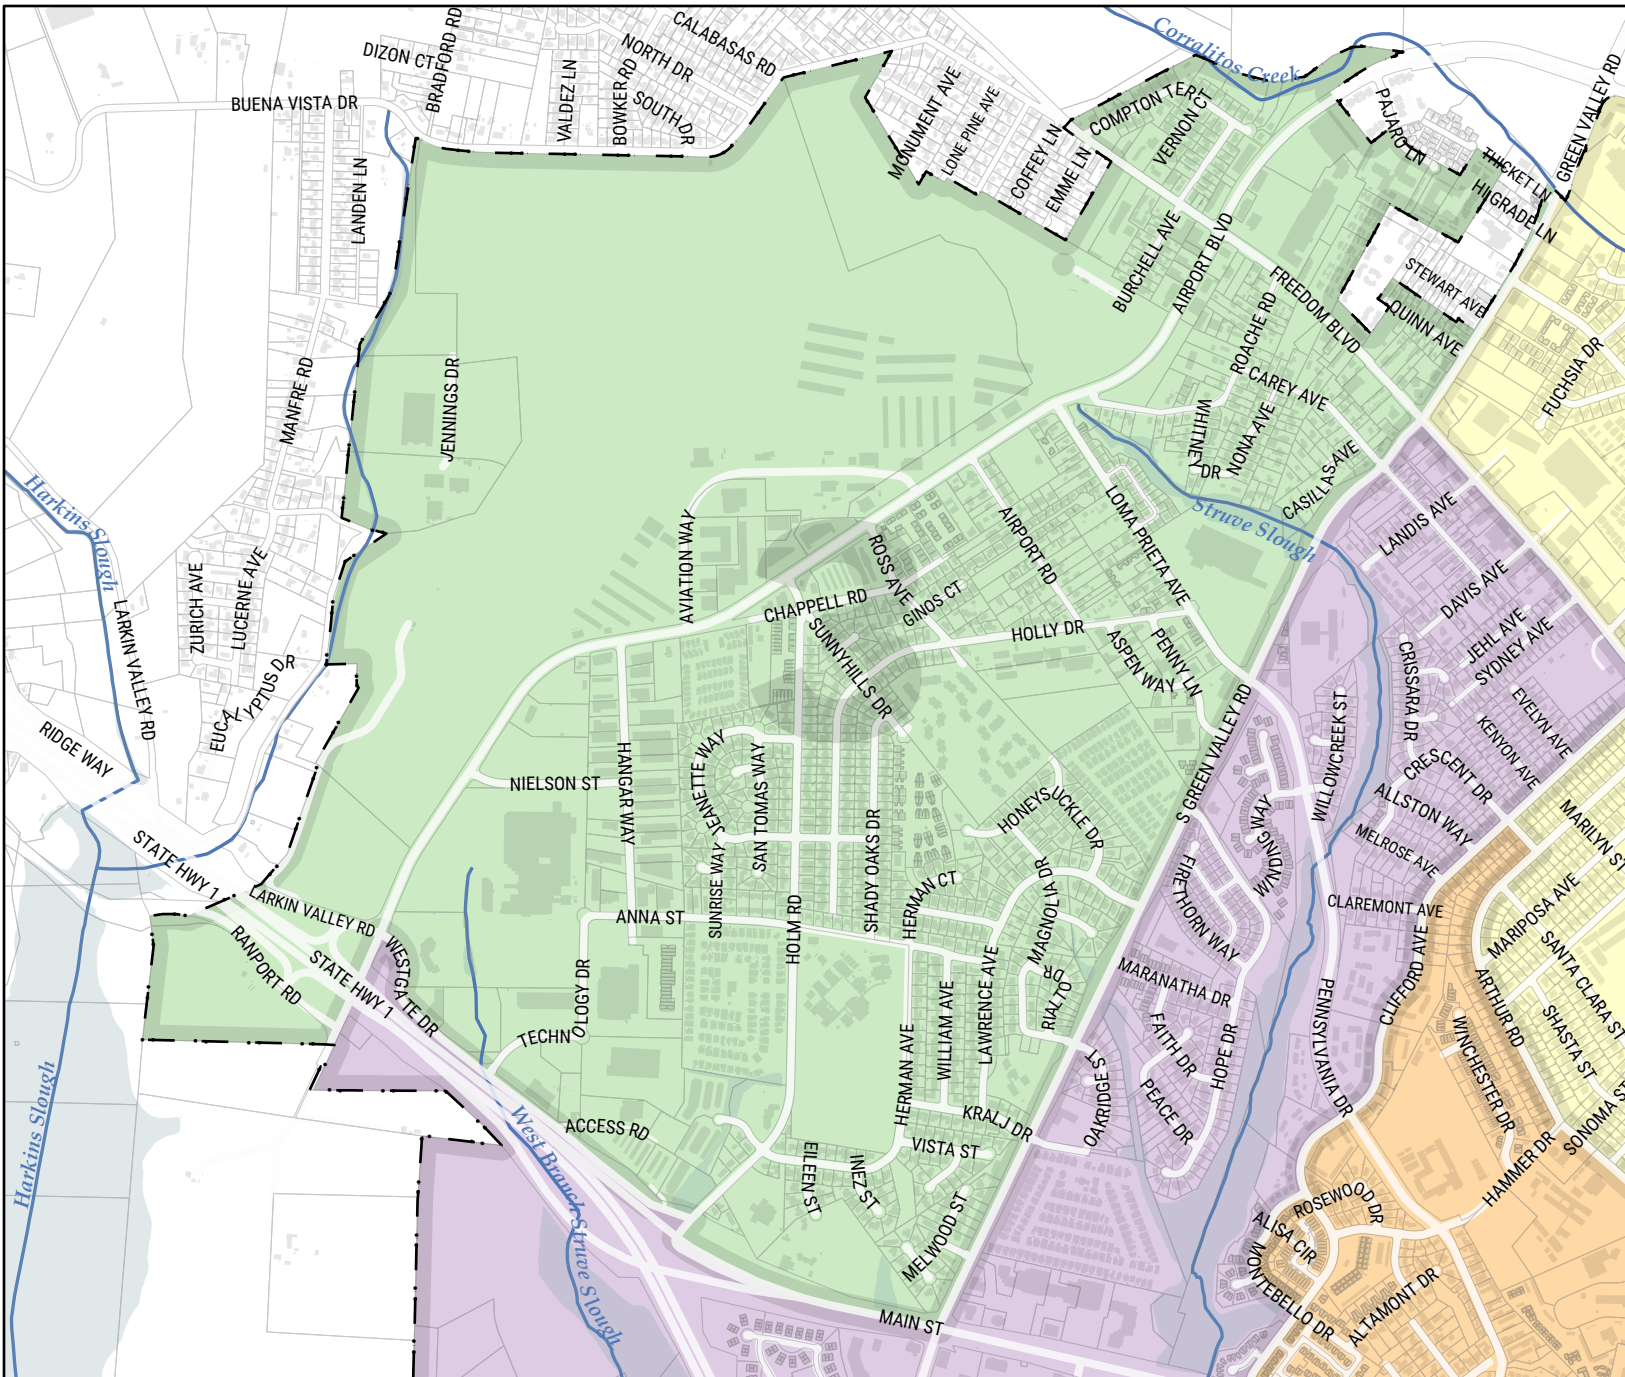 CALABASAS RD
DIZON CT
BRADFORD RD
NORTH DR
Corralitos Creek
BUENA VISTA DR
VALDEZ LN
BOWKER RD
SOUTH DR
MONUMENT AVE
LONE PINE AVE
COFFEY LN
EMME LN
COMPTON TER
VERNON CT
PAJARO LN
GREEN VALLEY RD
THICKET LN
HI GRADE LN
LANDEN LN
BURCHELL AVE
AIRPORT BLVD
FREEDOM BLVD
STEWART AVE
QUINN AVE
ROACHE RD
CAREY AVE
FUCHSIA DR
MANFRE RD
JENNINGS DR
WHITNEY DR
NONA AVE
CASILLAS AVE
Harkins Slough
LOMA PRIETA AVE
Struve Slough
LANDIS AVE
AIRPORT RD
AVIATION WAY
ROSS AVE
GINOS CT
CHAPPELL RD
ZURICH AVE
LUCERNE AVE
LARKIN VALLEY RD
EUCALYPTUS DR
SUNNYHILLS DR
HOLLY DR
ASPEN WAY
PENNY LN
DAVIS AVE
JEHL AVE
SYDNEY AVE
CRISSARA DR
EVELYN AVE
KENYON AVE
RIDGE WAY
S GREEN VALLEY RD
WILLOWCREEK ST
CRESCENT DR
ALLSTON WAY
MELROSE AVE
MARILYN ST
NIELSON ST
HANGAR WAY
JEANETTE WAY
SAN TOMAS WAY
SHADY OAKS DR
HONEYSUCKLE DR
WINDING WAY
STATE HWY 1
LARKIN VALLEY RD
SUNRISE WAY
HERMAN CT
MAGNOLIA DR
FIRETHORN WAY
CLAREMONT AVE
MARIPOSA AVE
ANNA ST
HOLM RD
RANPORT RD
STATE HWY 1
WESTGATE DR
TECHNOLOGY DR
LAWRENCE AVE
WILLIAM AVE
HERMAN AVE
RIALTO DR
MARANATHA DR
PENNSYLVANIA DR
CLIFFORD AVE
ARTHUR RD
SANTA CLARA ST
SHASTA ST
WINCHESTER DR
FAITH DR
HOPE DR
PEACE DR
OAKRIDGE ST
KRALJ DR
VISTA ST
Harkins Slough
ACCESS RD
West Branch Struve Slough
EILEEN ST
INEZ ST
MELWOOD ST
SONOMA ST
HAMMER DR
ROSEWOOD DR
ALISA CIR
MONTEBELLO DR
ALTAMONT DR
MAIN ST